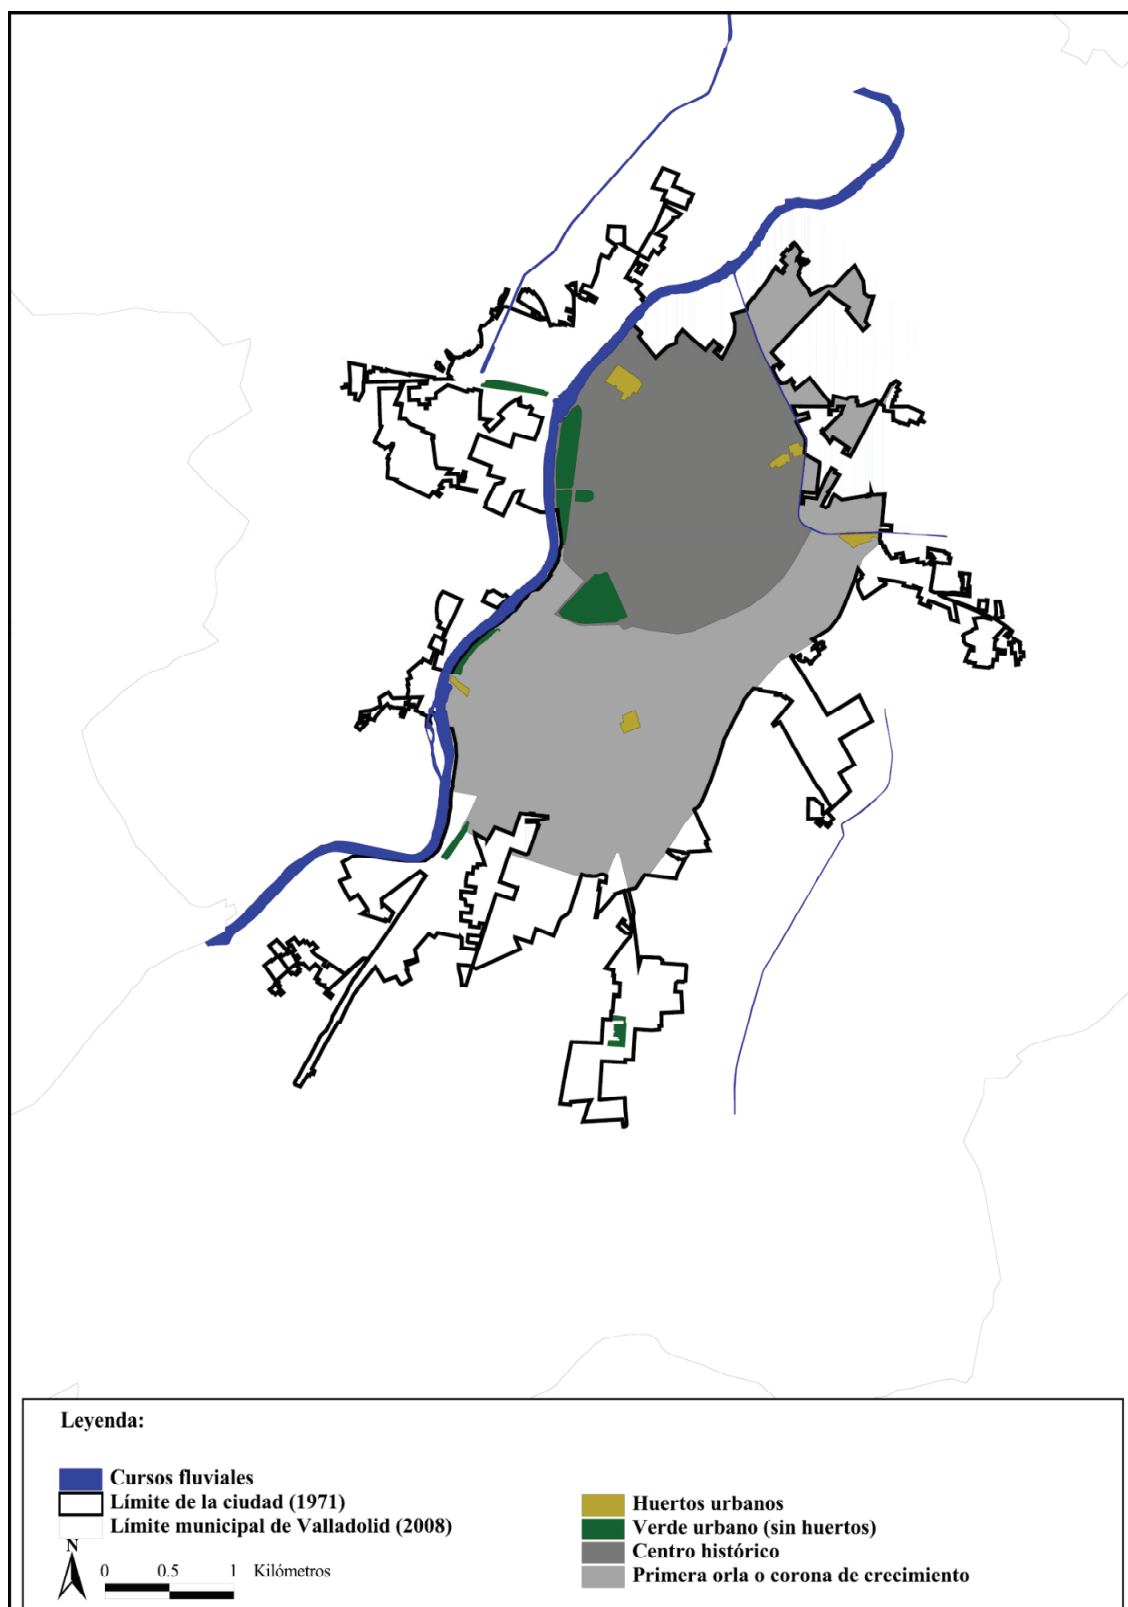 Leyenda:
Cursos fluviales
Límite de la ciudad (1971)
Límite municipal de Valladolid (2008)
N
0 0.5 1 Kilómetros
Huertos urbanos
Verde urbano (sin huertos)
Centro histórico
Primera orla o corona de crecimiento